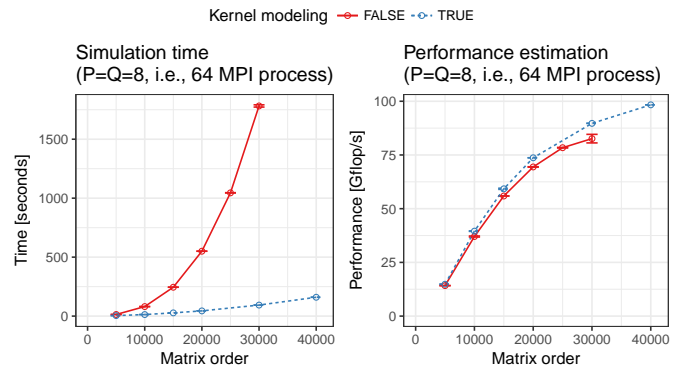 Kernel modeling FALSE TRUE
Simulation time
(P=Q=8, i.e., 64 MPI process)
Time [seconds]
1750
1250
1000
500
0
0 10000 20000 30000 40000
Matrix order
Performance estimation
(P=Q=8, i.e., 64 MPI process)
Performance [Gflop/s]
100
75
50
25
0
0 10000 20000 30000 40000
Matrix order